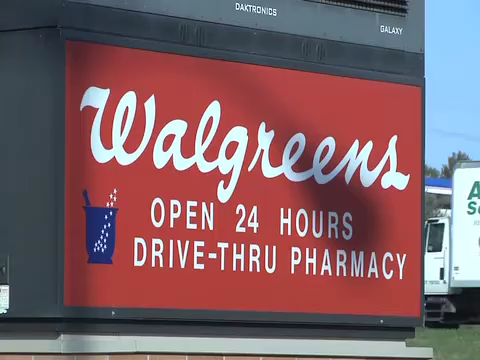 DAKTRONICS
GALAXY
Walgreens
OPEN 24 HOURS
DRIVE-THRU PHARMACY